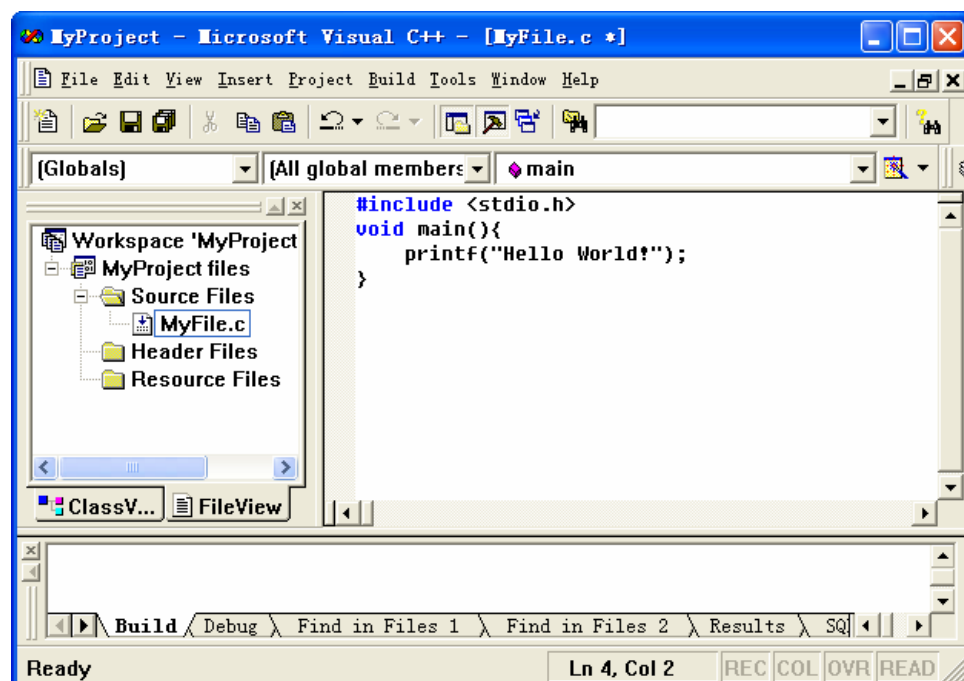 MyProject - Microsoft Visual C++ - [MyFile.c *]
File Edit View Insert Project Build Tools Window Help
(Globals) (All global members main
#include <stdio.h>
void main(){
    printf("Hello World!");
}
Workspace 'MyProject
MyProject files
Source Files
MyFile.c
Header Files
Resource Files
ClassV... FileView
Build Debug Find in Files 1 Find in Files 2 Results SQ
Ready Ln 4, Col 2 REC COL OVR READ